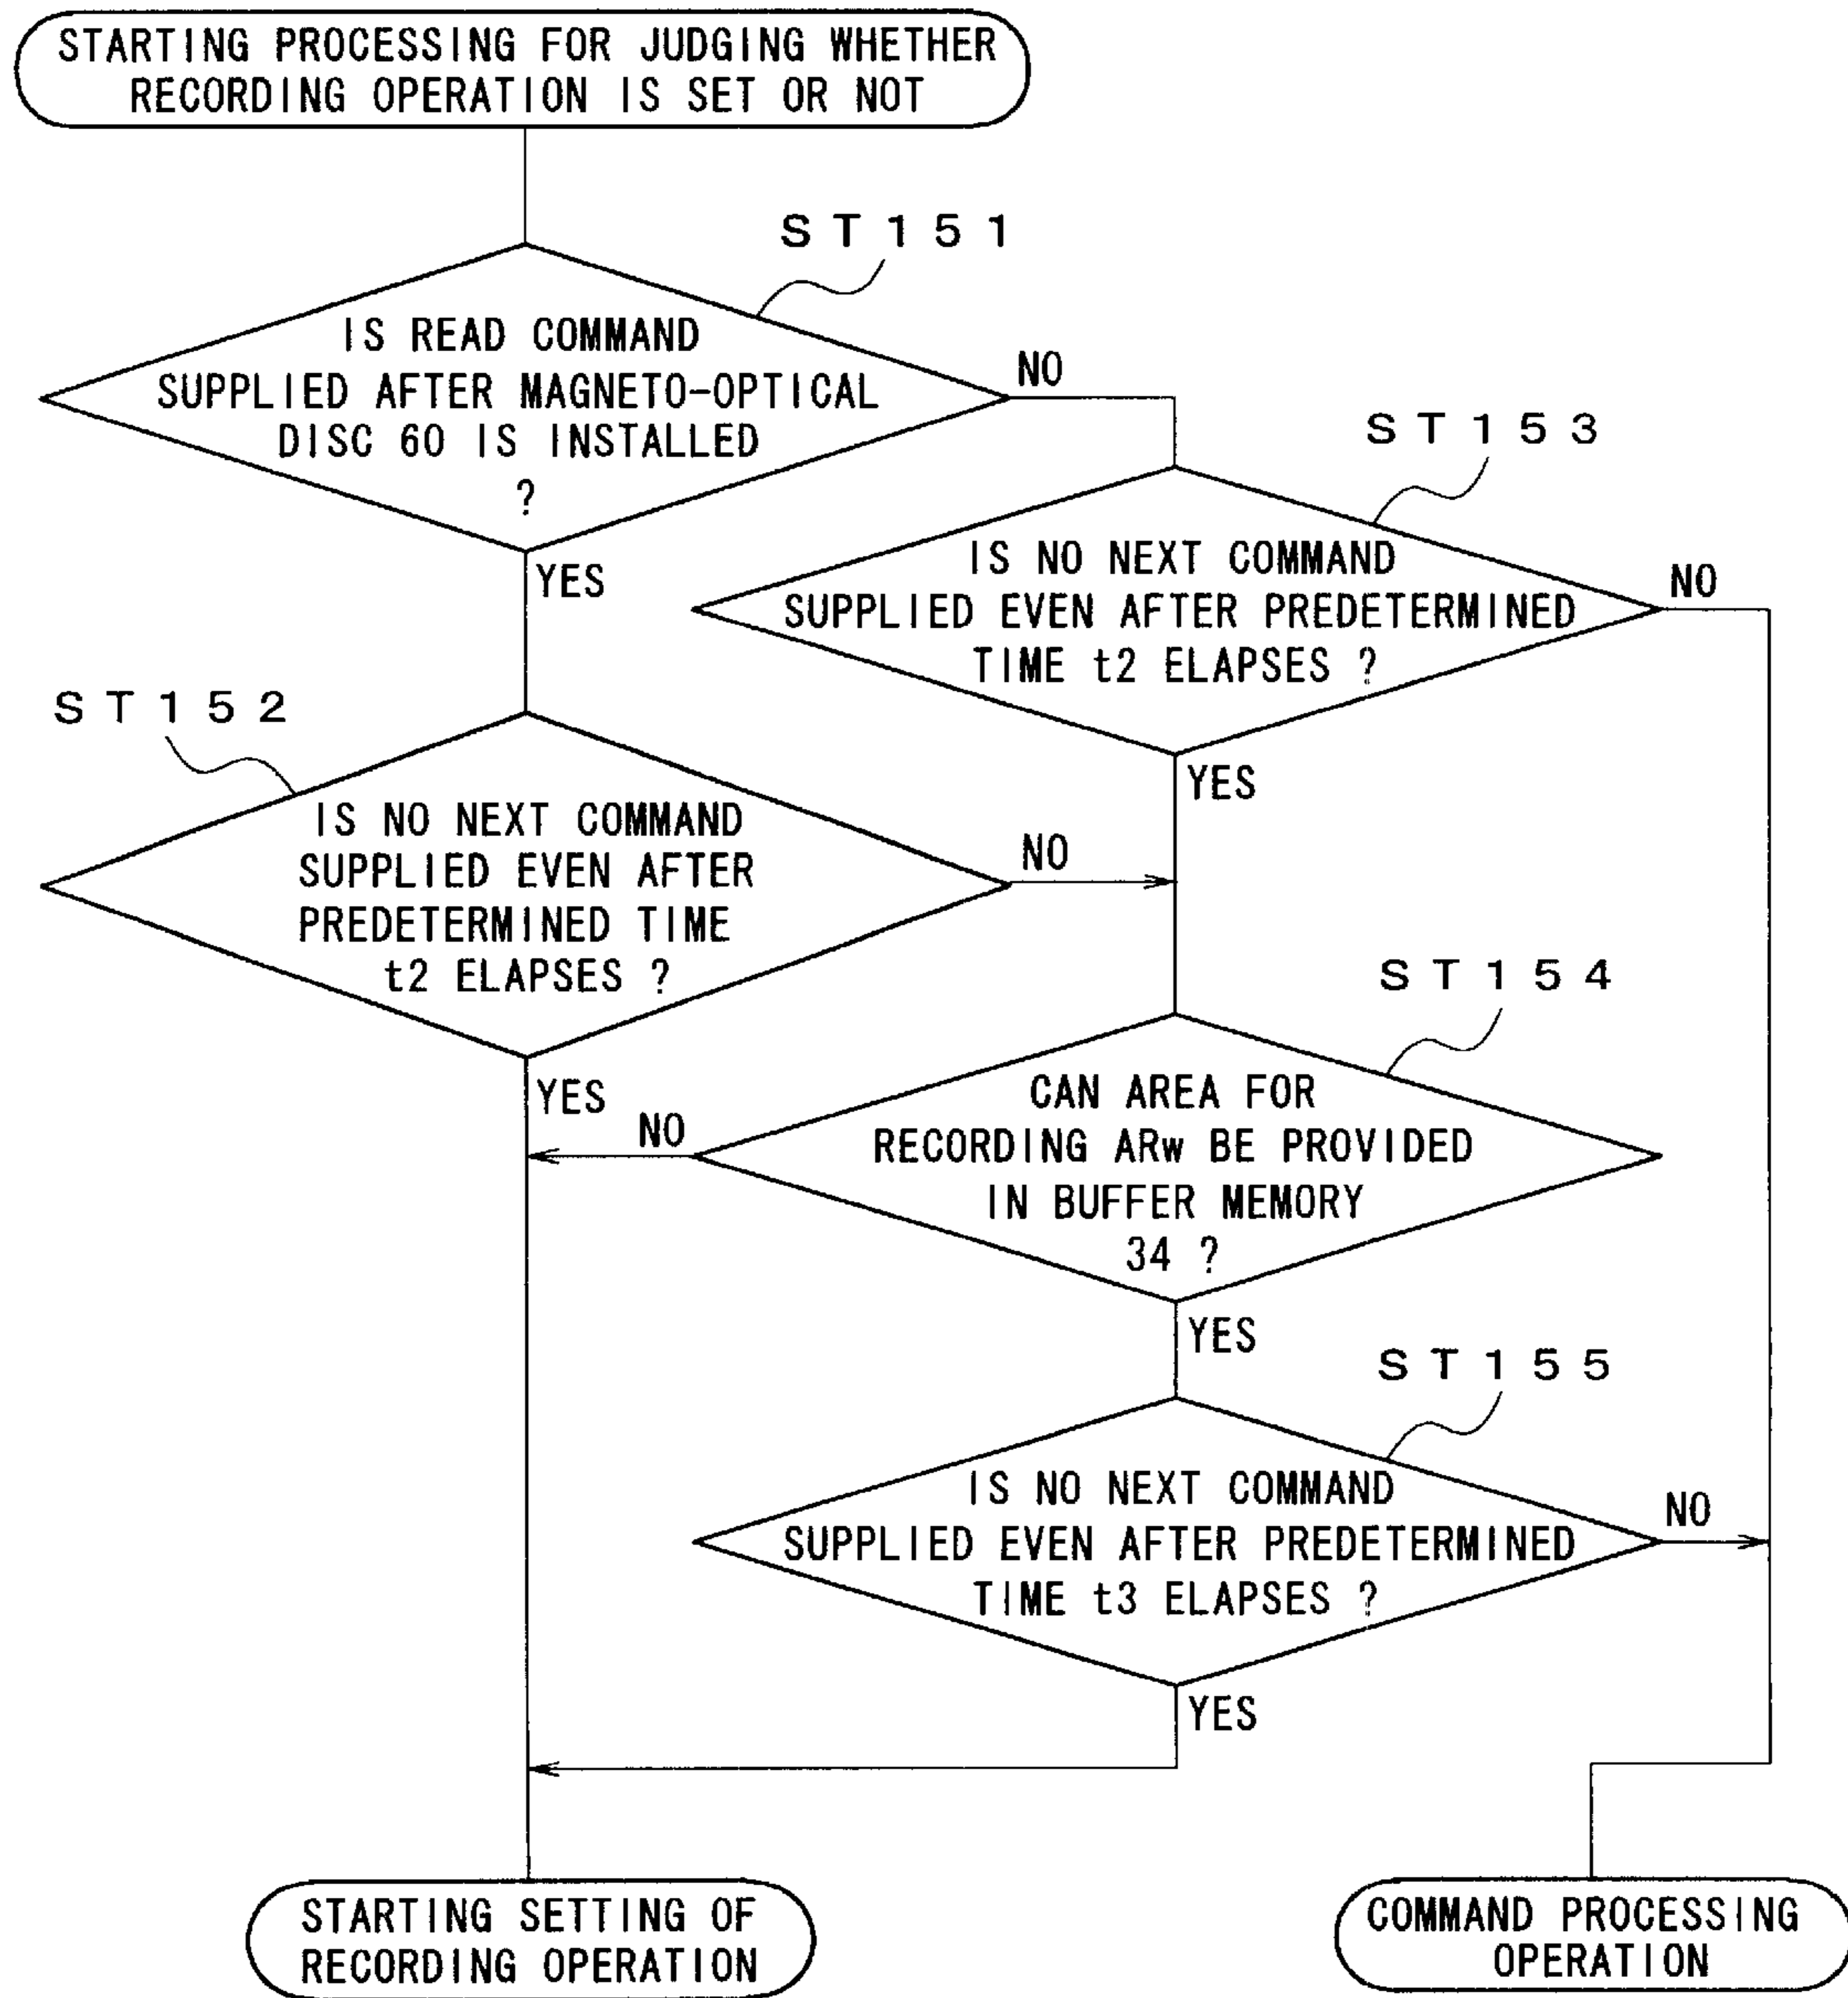 STARTING PROCESSING FOR JUDGING WHETHER
RECORDING OPERATION IS SET OR NOT
ST151
IS READ COMMAND
SUPPLIED AFTER MAGNETO-OPTICAL
DISC 60 IS INSTALLED
?
NO
YES
ST153
IS NO NEXT COMMAND
SUPPLIED EVEN AFTER PREDETERMINED
TIME t2 ELAPSES ?
NO
YES
ST152
IS NO NEXT COMMAND
SUPPLIED EVEN AFTER
PREDETERMINED TIME
t2 ELAPSES ?
NO
YES
ST154
CAN AREA FOR
RECORDING ARw BE PROVIDED
IN BUFFER MEMORY
34 ?
NO
YES
ST155
IS NO NEXT COMMAND
SUPPLIED EVEN AFTER PREDETERMINED
TIME t3 ELAPSES ?
NO
YES
STARTING SETTING OF
RECORDING OPERATION
COMMAND PROCESSING
OPERATION